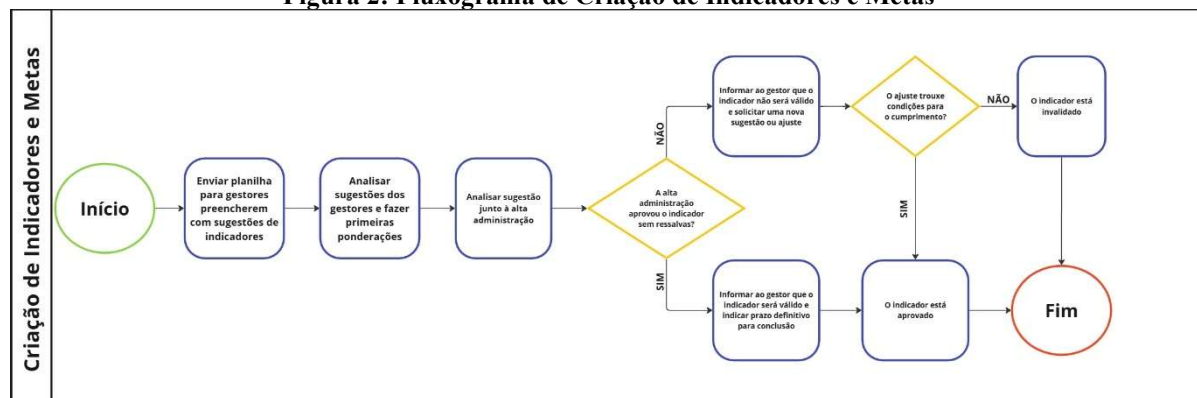 Figura 2: Fluxograma de Criação de Indicadores e Metas
Criação de Indicadores e Metas
Início
Enviar planilha
para gestores
preencherem
com sugestões de
indicadores
Analisar
sugestões dos
gestores e fazer
primeiras
ponderações
Analisar sugestão
junto à alta
administração
A alta
administração
aprovou o indicador
sem ressalvas?
NÃO
Informar ao gestor que o
indicador não será válido
e solicitar uma nova
sugestão ou ajuste
O ajuste trouxe
condições para
o cumprimento?
NÃO
O indicador está
invalidado
SIM
SIM
Informar ao gestor que o
indicador será válido e
indicar prazo definitivo
para conclusão
O indicador está
aprovado
Fim